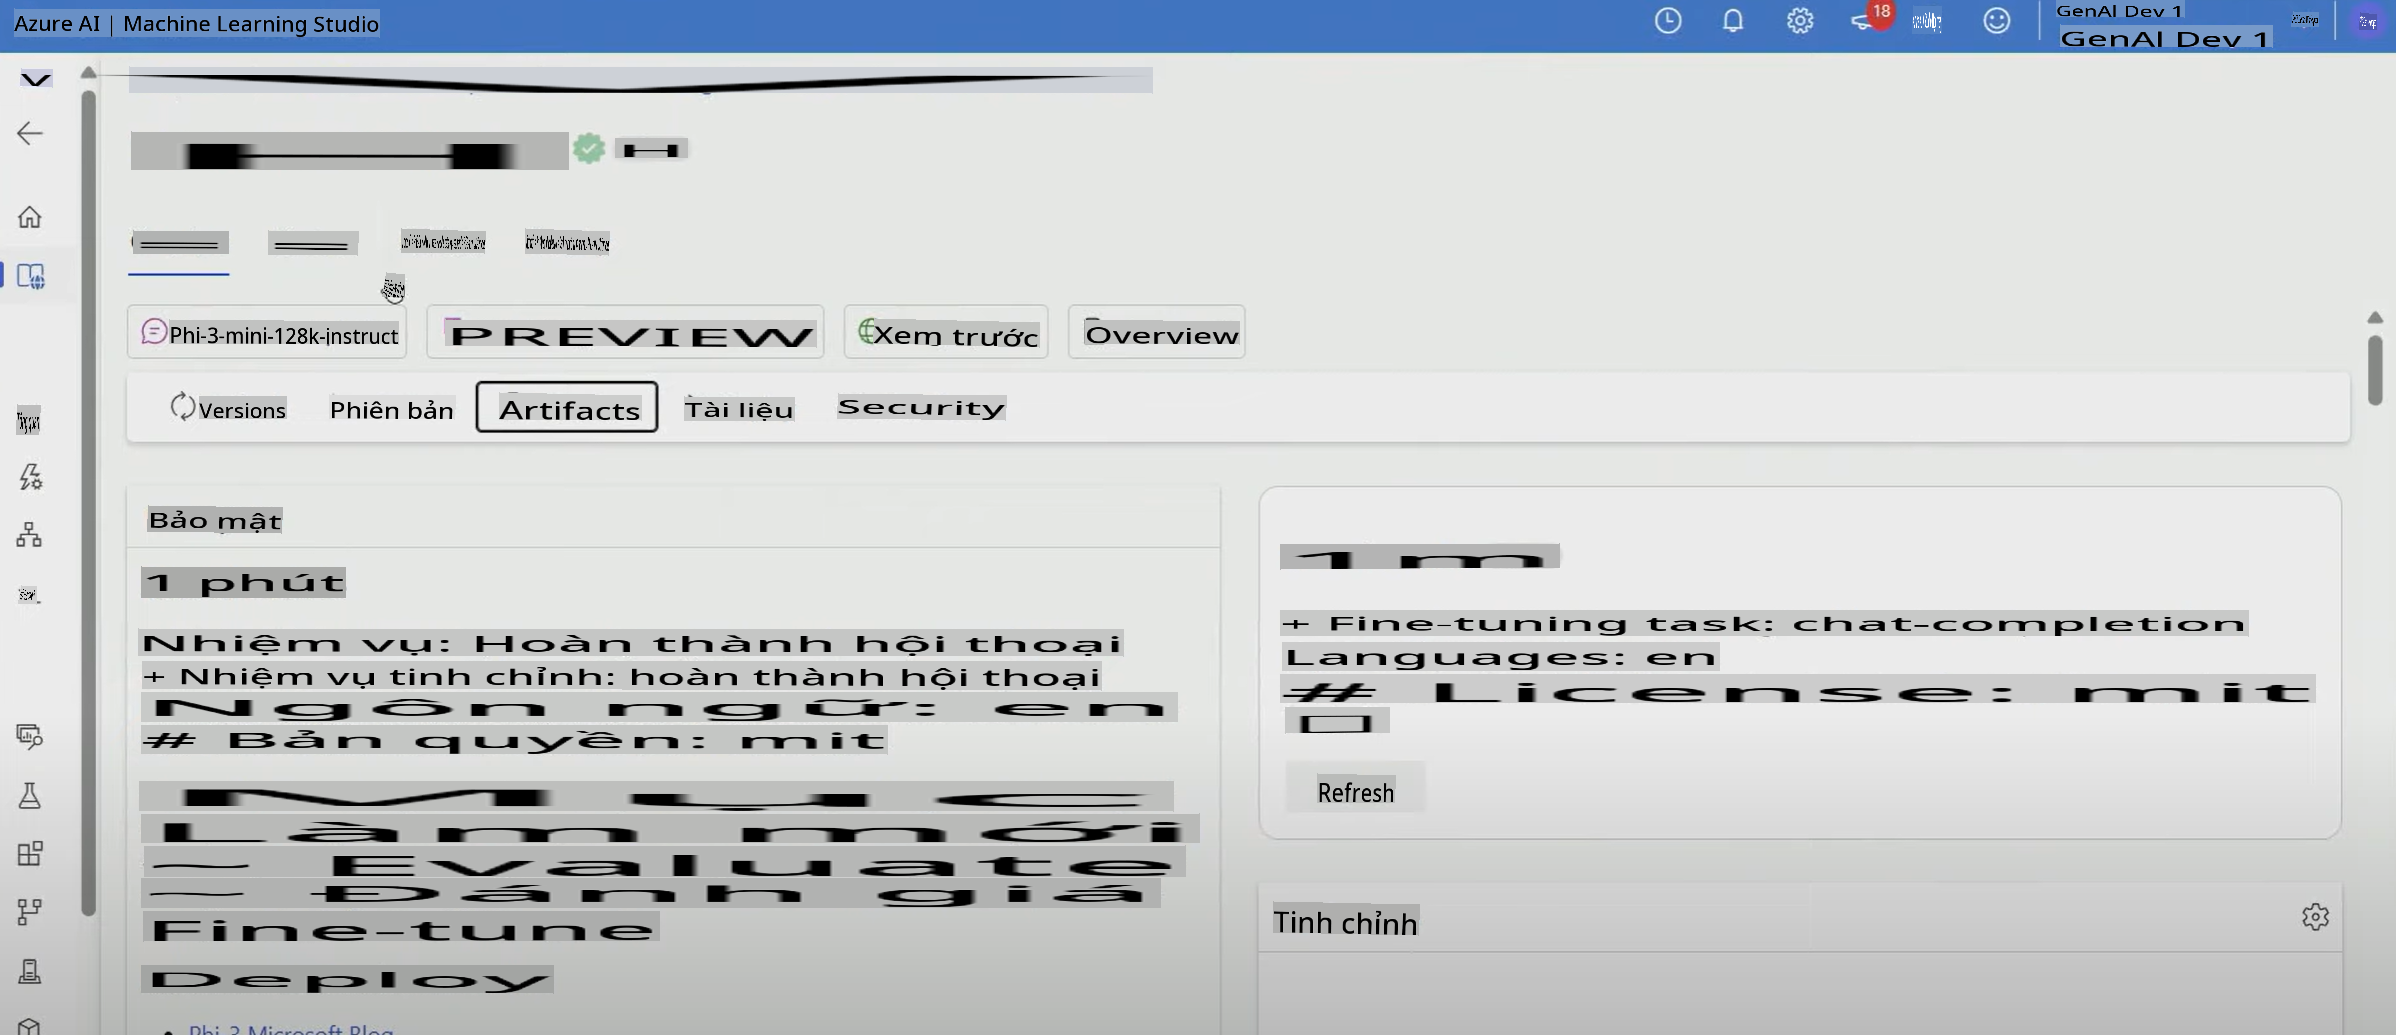 Azure AI | Machine Learning Studio
18
GenAI Dev 1
GenAI Dev 1
Phi-3-mini-128k-instruct
PREVIEW
Xem trước
Overview
Versions
Phiên bản
Artifacts
Tài liệu
Security
Bảo mật
1 phút
Nhiệm vụ: Hoàn thành hội thoại
+ Nhiệm vụ tinh chỉnh: hoàn thành hội thoại
Ngôn ngữ: en
# Bản quyền: mit
Mục
Làm mới
~ Evaluate
~ Đánh giá
Fine-tune
Deploy
Phi-3 Microsoft Blog
1 m
+ Fine-tuning task: chat-completion
Languages: en
# License: mit
Refresh
Tinh chỉnh